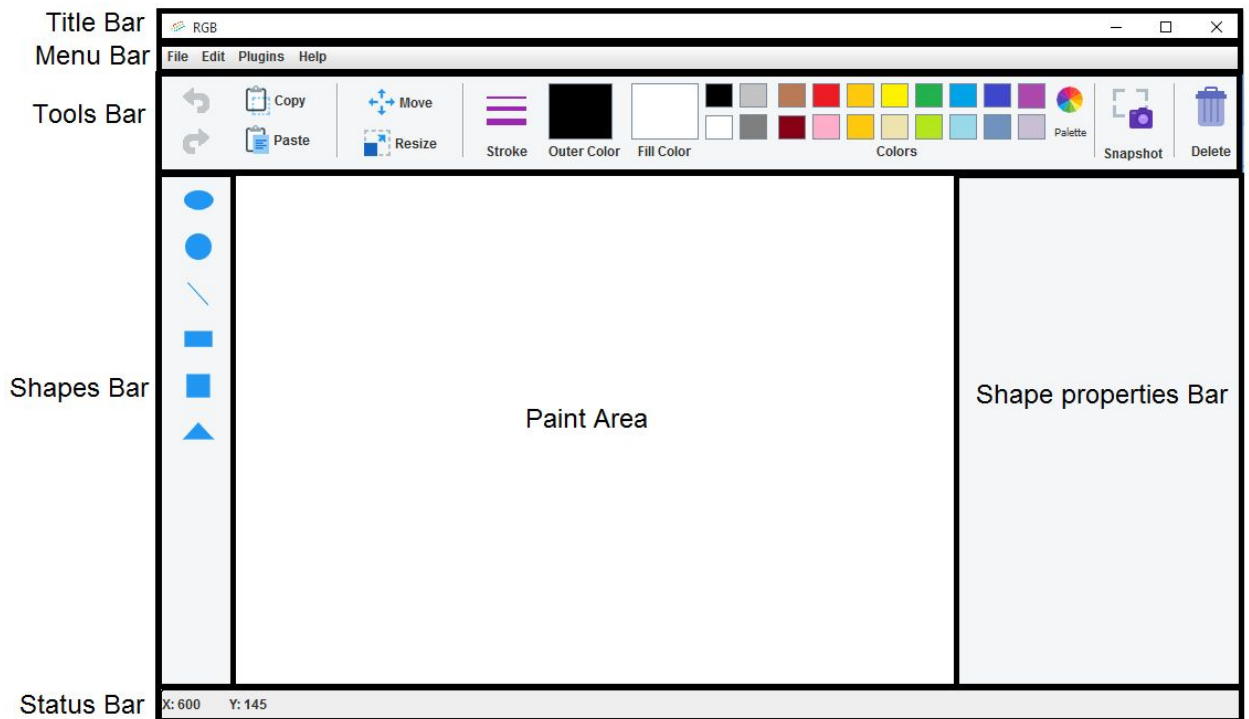 Title Bar
RGB
Menu Bar
File Edit Plugins Help
Tools Bar
Copy
Paste
Move
Resize
Stroke
Outer Color
Fill Color
Colors
Palette
Snapshot
Delete
Shapes Bar
Paint Area
Shape properties Bar
Status Bar
X: 600 Y: 145